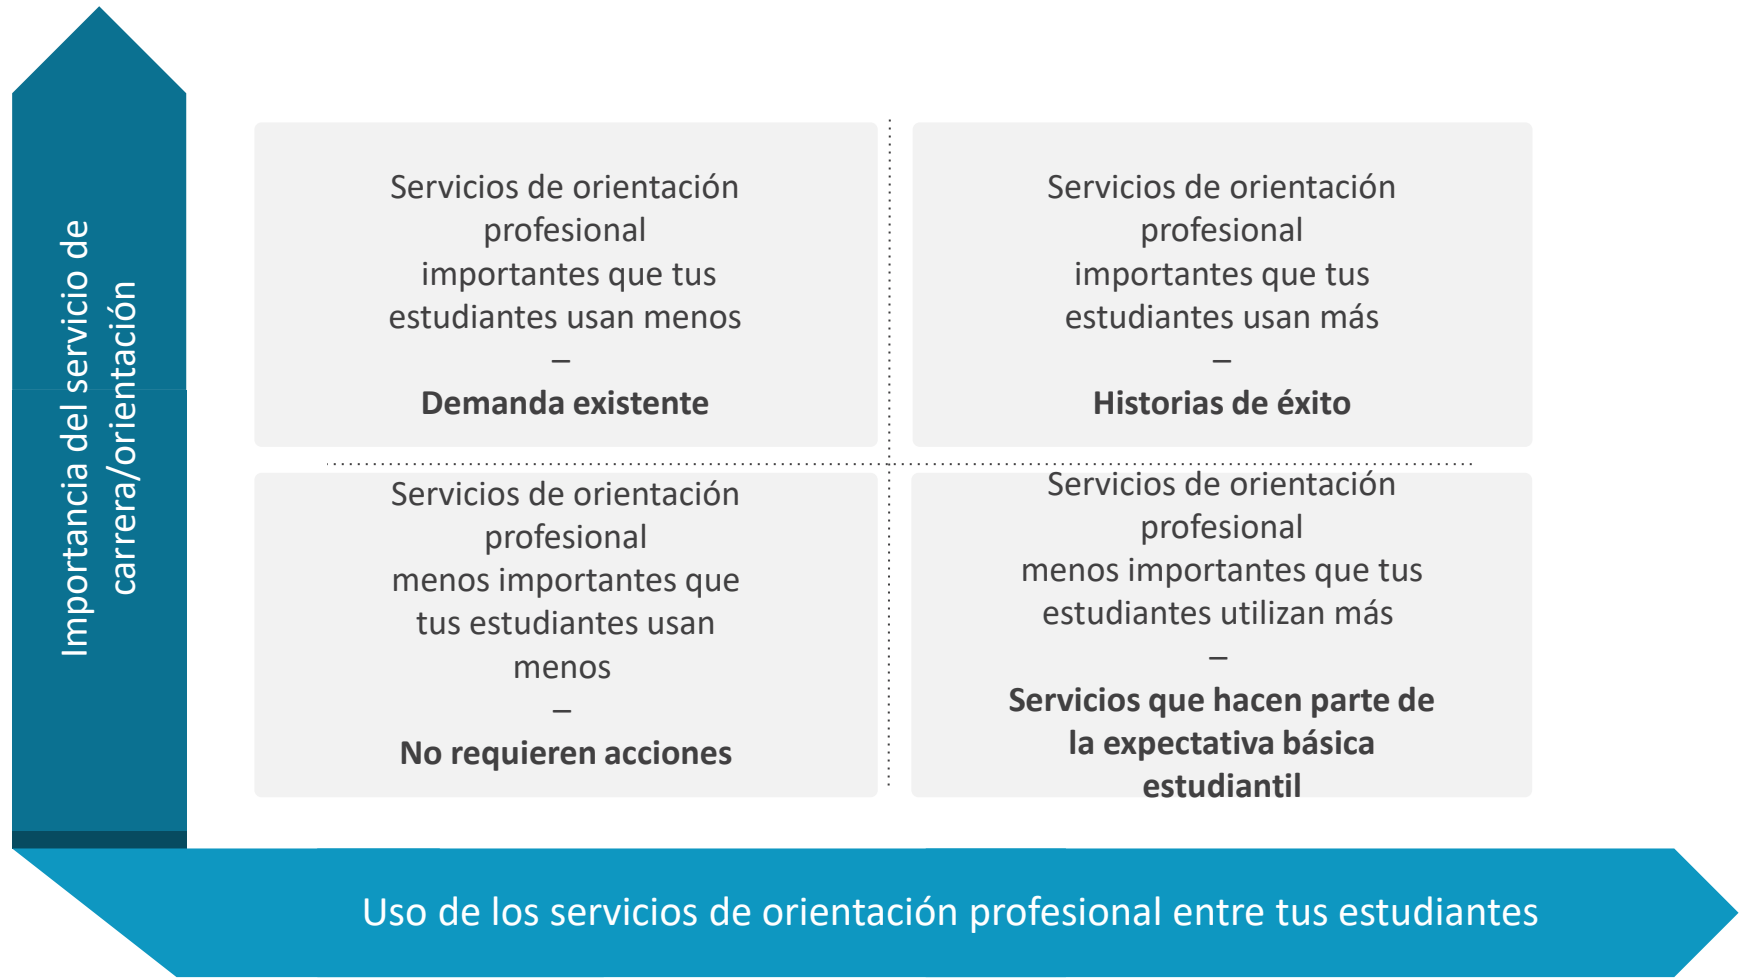 Importancia del servicio de
carrera/orientación
Servicios de orientación
profesional
importantes que tus
estudiantes usan menos
–
Demanda existente
Servicios de orientación
profesional
importantes que tus
estudiantes usan más
–
Historias de éxito
Servicios de orientación
profesional
menos importantes que
tus estudiantes usan
menos
–
No requieren acciones
Servicios de orientación
profesional
menos importantes que tus
estudiantes utilizan más
–
Servicios que hacen parte de
la expectativa básica
estudiantil
Uso de los servicios de orientación profesional entre tus estudiantes